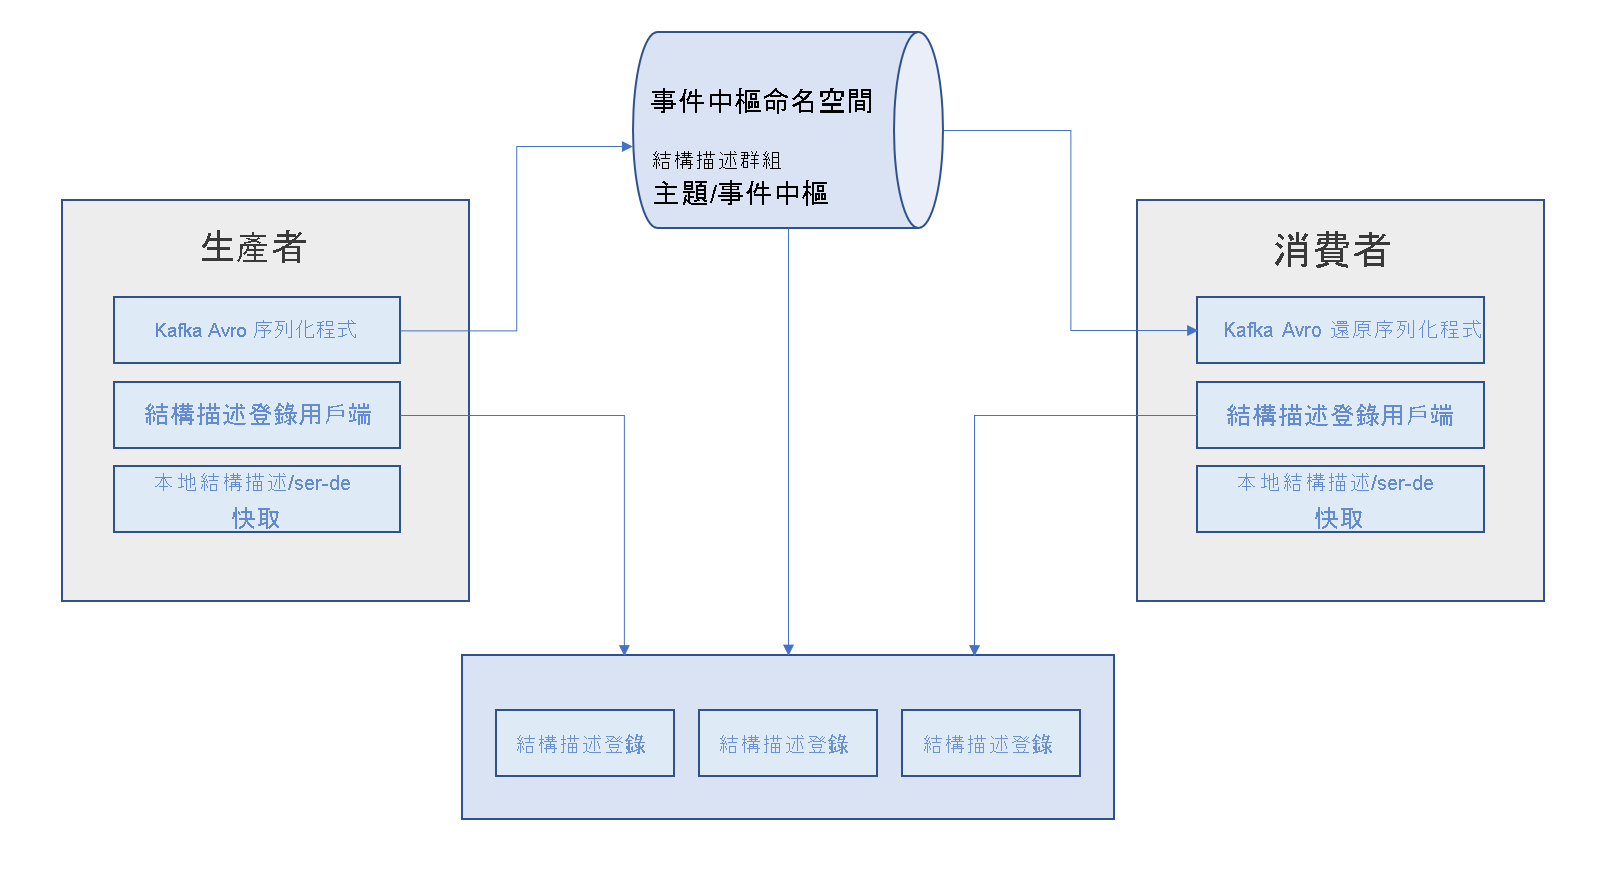 事件中樞命名空間
結構描述群組
主題/事件中樞
生產者
Kafka Avro 序列化程式
結構描述登錄用戶端
本地結構描述/ser-de
快取
消費者
Kafka Avro 還原序列化程式
結構描述登錄用戶端
本地結構描述/ser-de
快取
結構描述登錄
結構描述登錄
結構描述登錄